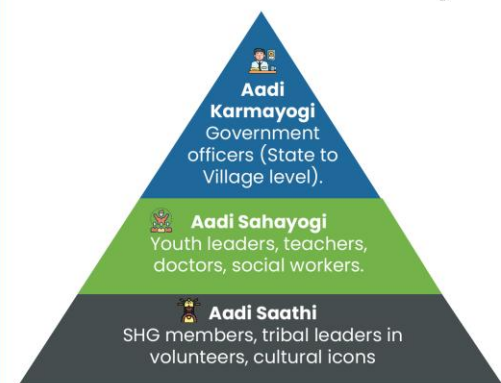 Aadi
Karmayogi
Government
officers (State to
Village level).
Aadi Sahayogi
Youth leaders, teachers,
doctors, social workers.
Aadi Saathi
SHG members, tribal leaders in
volunteers, cultural icons